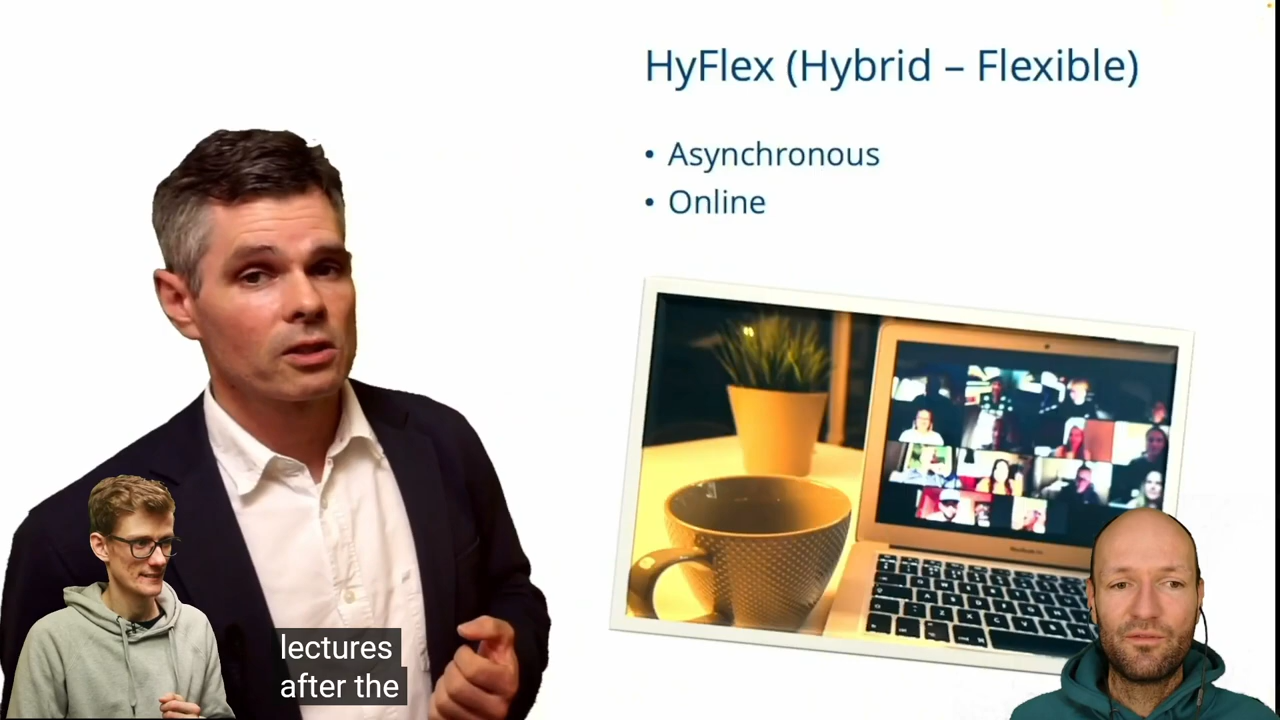 HyFlex (Hybrid – Flexible)
• Asynchronous
• Online
lectures
after the